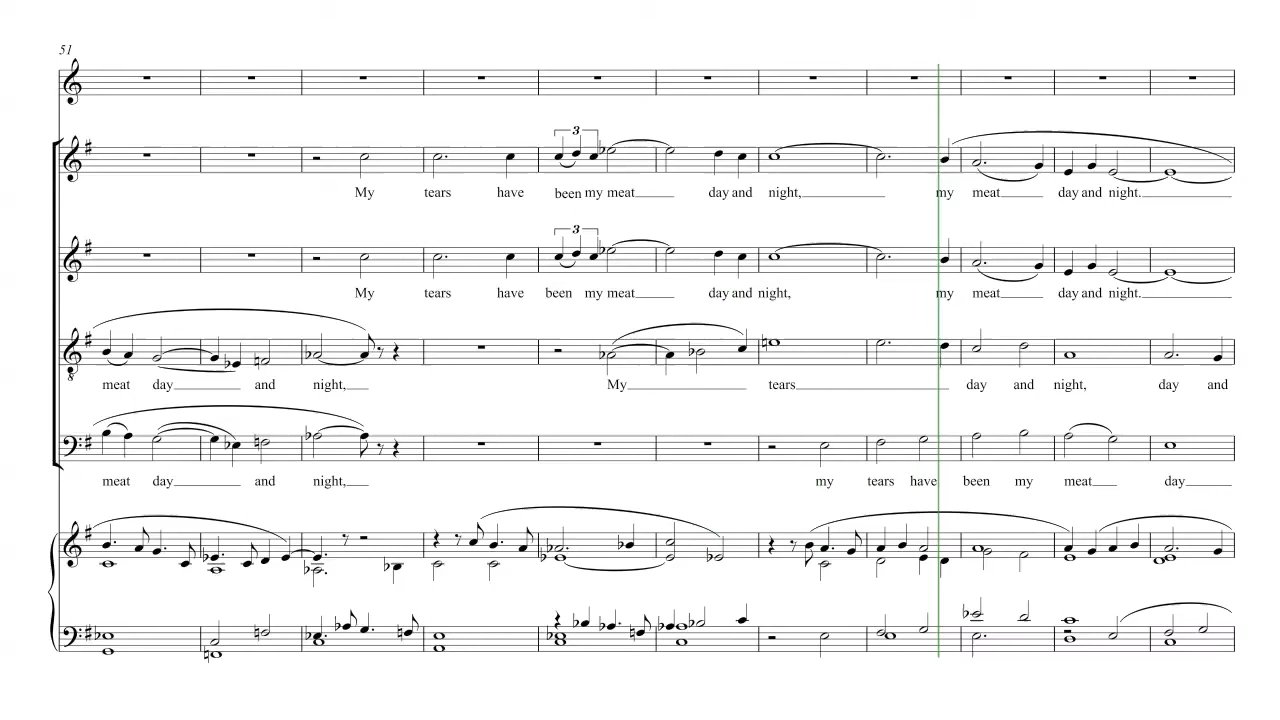 51
3
My tears have been my meat day and night, my meat day and night.
3
My tears have been my meat day and night, my meat day and night.
meat day and night, My tears day and night, day and
meat day and night, my tears have been my meat day